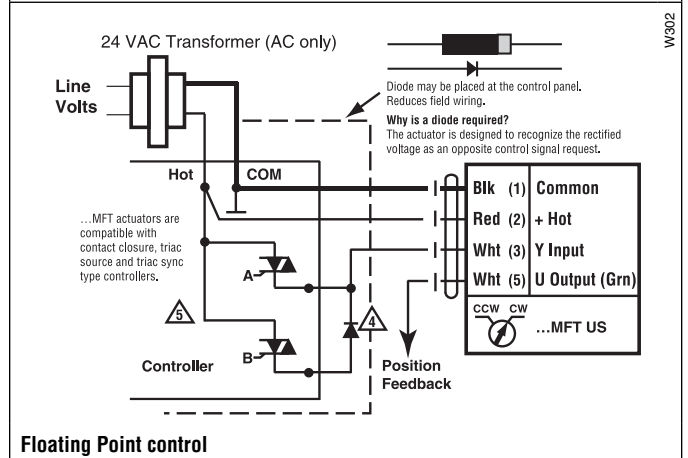 W302
24 VAC Transformer (AC only)
Line
Volts
Diode may be placed at the control panel.
Reduces field wiring.
Why is a diode required?
The actuator is designed to recognize the rectified
voltage as an opposite control signal request.
Hot COM
...MFT actuators are
compatible with
contact closure, triac
source and triac sync
type controllers.
A
B
5
4
Controller
Position
Feedback
Blk (1) Common
Red (2) + Hot
Wht (3) Y Input
Wht (5) U Output (Grn)
CCW CW
...MFT US
Floating Point control